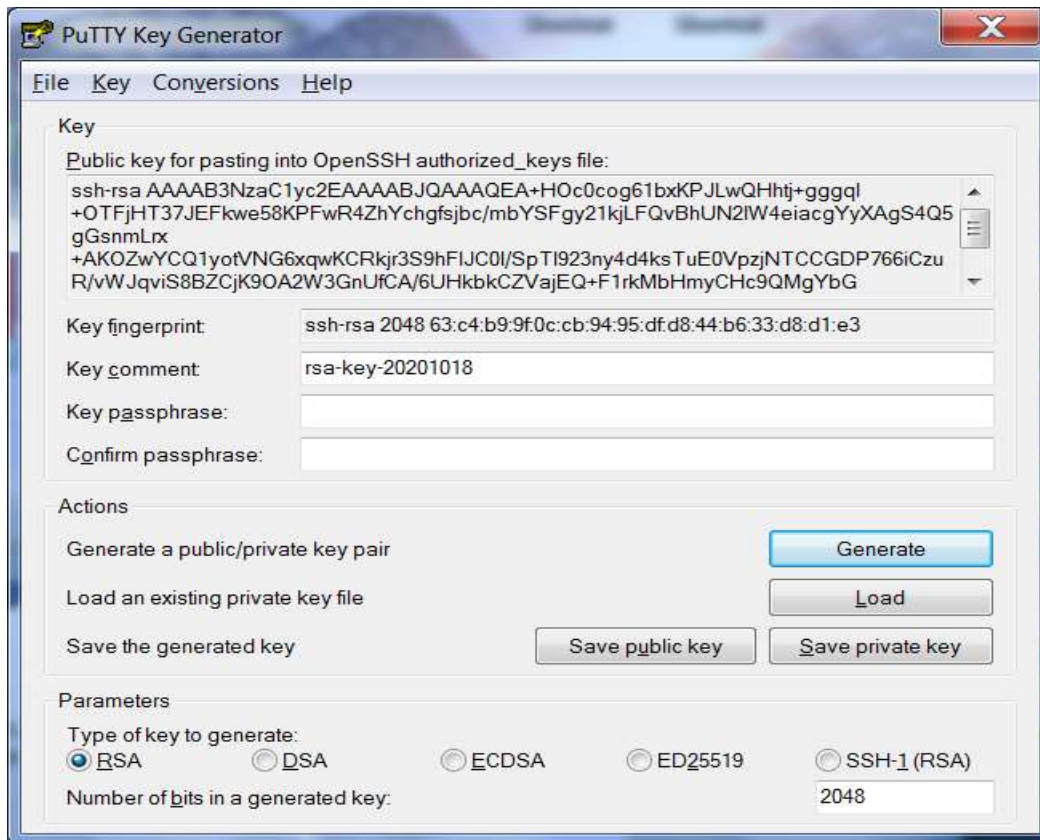 PuTTY Key Generator
File Key Conversions Help
Key
Public key for pasting into OpenSSH authorized_keys file:
ssh-rsa AAAAB3NzaC1yc2EAAAABJQAAAQEA+HOc0cog61bxKPJLwQHhtj+gggqI
+OTFjHT37JEFkwe58KPFwR4ZhYchgfsjbc/mbYSFgy21kjLFQvBhUN2lW4eiacgYyXAgS4Q5
gGsnmLrx
+AKOZwYCQ1yotVNG6xqwKCRkjr3S9hFlJC0l/SpTl923ny4d4ksTuE0VpzjNTCCGDP766iCzu
R/vWJqviS8BZCjK9OA2W3GnUfCA/6UHkbkCZVajEQ+F1rkMbHmyCHc9QMgYbG
Key fingerprint: ssh-rsa 2048 63:c4:b9:9f:0c:cb:94:95:df:d8:44:b6:33:d8:d1:e3
Key comment: rsa-key-20201018
Key passphrase:
Confirm passphrase:
Actions
Generate a public/private key pair Generate
Load an existing private key file Load
Save the generated key Save public key Save private key
Parameters
Type of key to generate:
RSA DSA ECDSA ED25519 SSH-1 (RSA)
Number of bits in a generated key: 2048